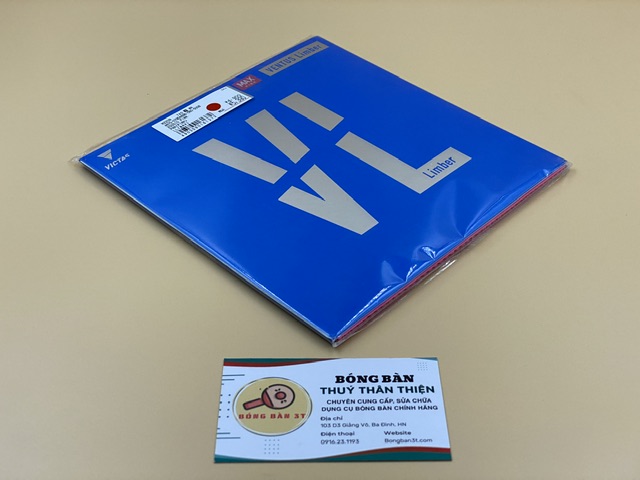 VENTUS Limber
MAX
VICTAS
V/
VL
Limber
BÓNG BÀN 3T
BÓNG BÀN
THUÝ THÂN THIỆN
CHUYÊN CUNG CẤP, SỬA CHỮA
DỤNG CỤ BÓNG BÀN CHÍNH HÃNG
Địa chỉ
103 D3 Giảng Võ, Ba Đình, HN
Điện thoại
Website
0916.23.1193
Bongban3t.com